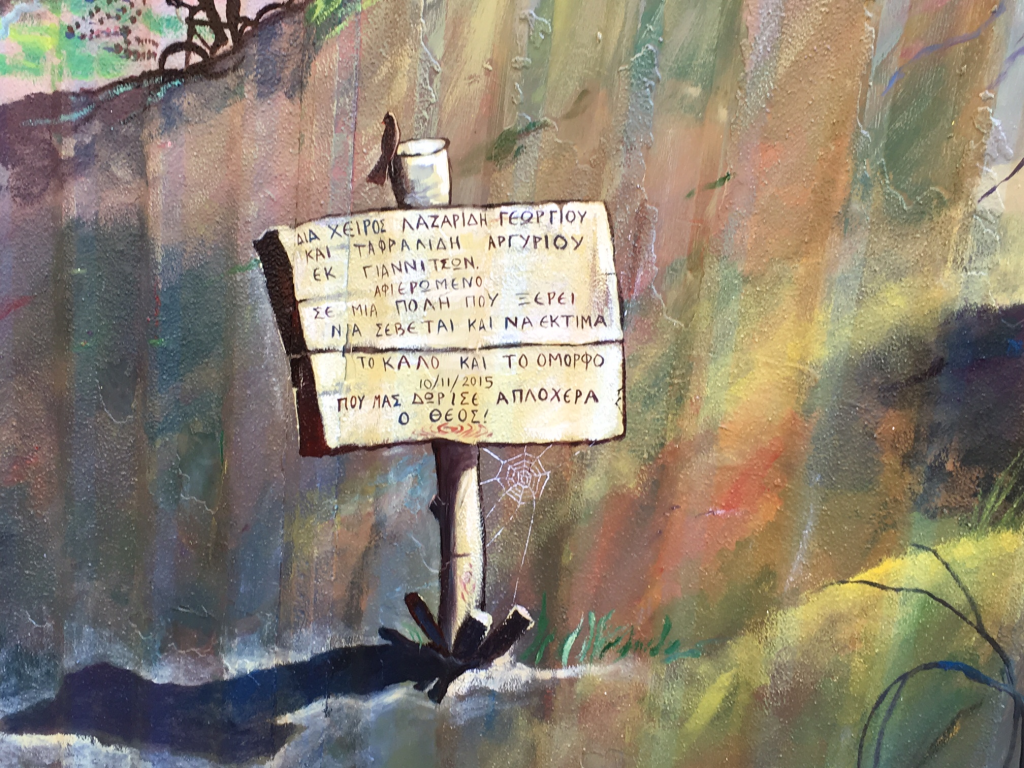 ΔΙΑ ΧΕΙΡΟΣ ΛΑΖΑΡΙΔΗ ΓΕΩΡΓΙΟΥ
ΚΑΙ ΤΑΦΡΑΛΙΔΗ ΑΡΓΥΡΙΟΥ
ΕΚ ΓΙΑΝΝΙΤΣΩΝ.
ΑΦΙΕΡΩΜΕΝΟ
ΣΕ ΜΙΑ ΠΟΛΗ ΠΟΥ ΞΕΡΕΙ
ΝΑ ΣΕΒΕΤΑΙ ΚΑΙ ΝΑ ΕΚΤΙΜΑ
ΤΟ ΚΑΛΟ ΚΑΙ ΤΟ ΟΜΟΡΦΟ
10/11/2015
ΠΟΥ ΜΑΣ ΔΩΡΙΣΕ ΑΠΛΟΧΕΡΑ
Ο ΘΕΟΣ!